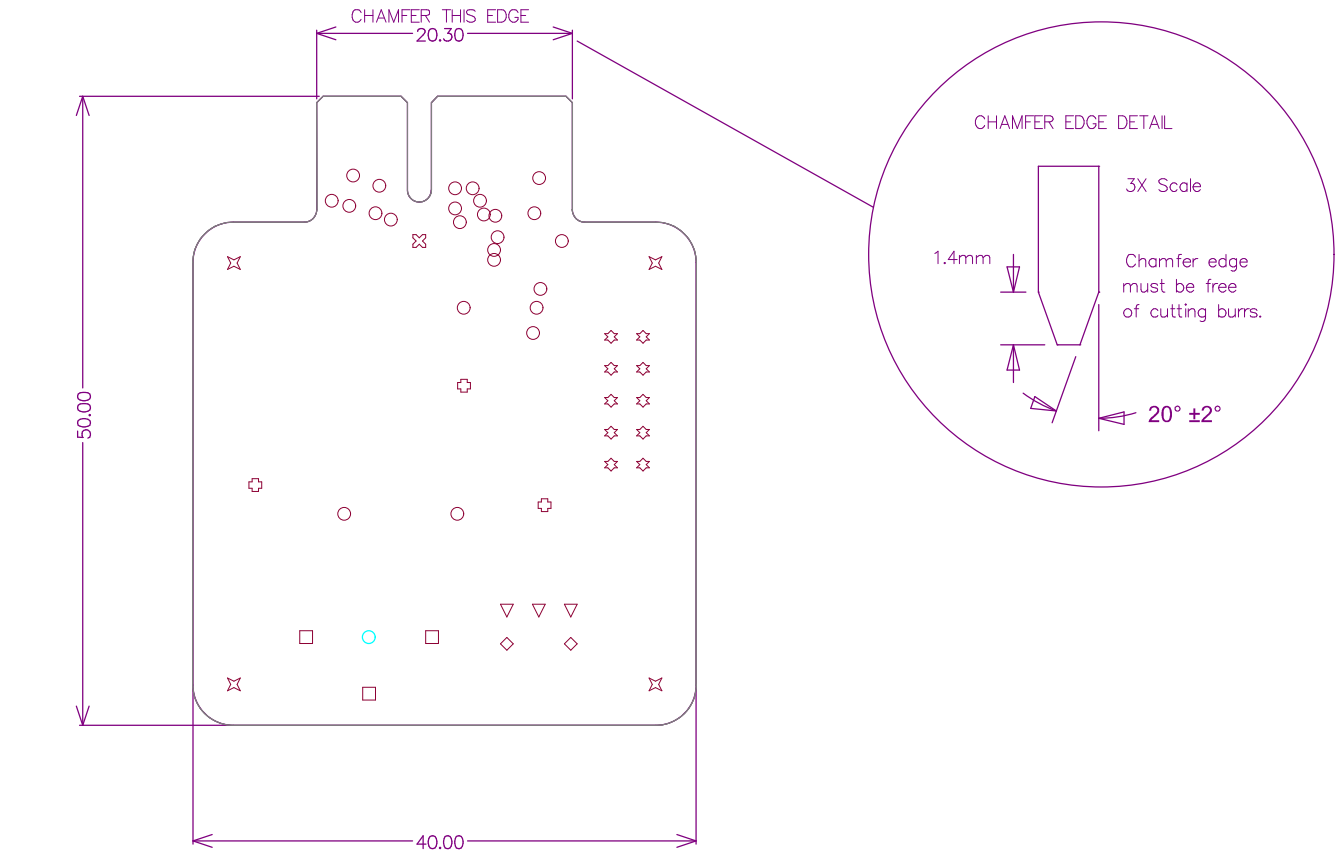 CHAMFER THIS EDGE
20.30
CHAMFER EDGE DETAIL
3X Scale
1.4mm
Chamfer edge
must be free
of cutting burrs.
20° ±2°
50.00
40.00